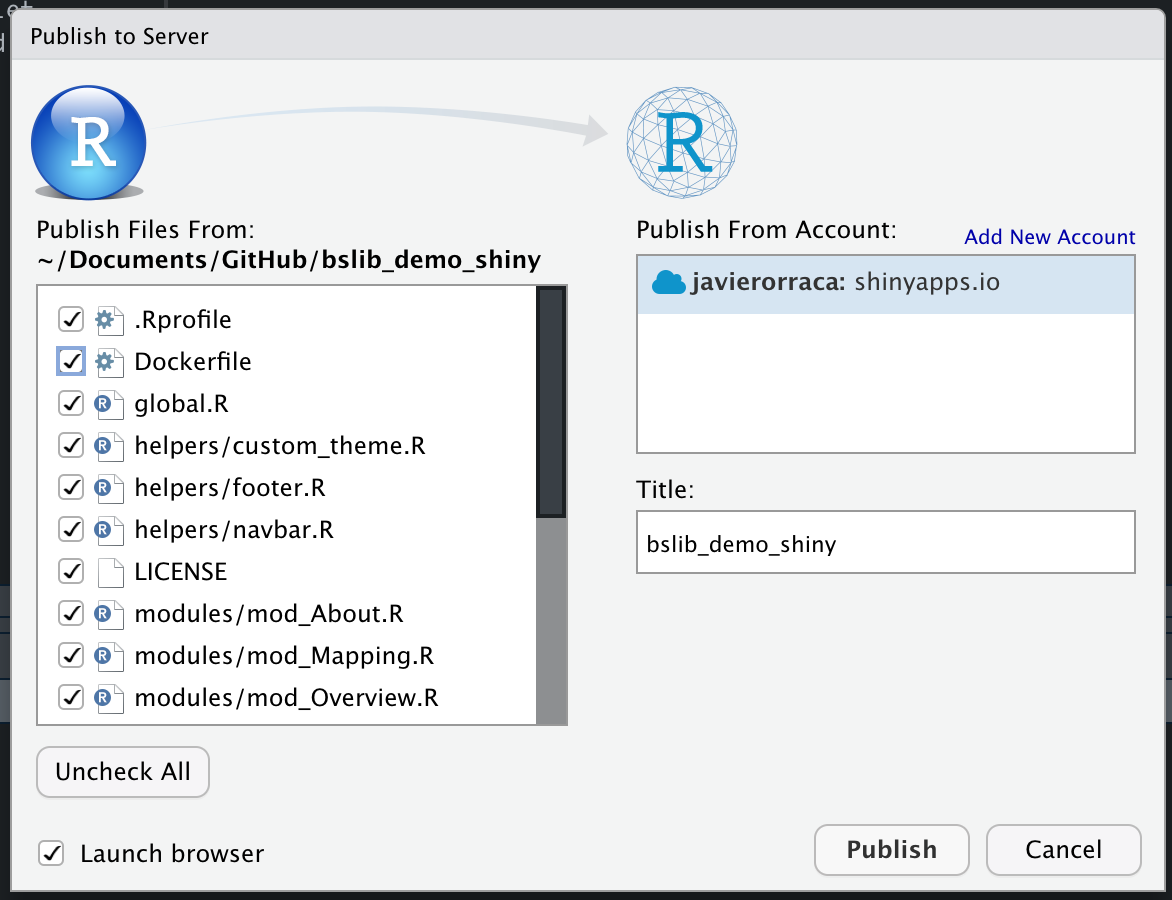 Publish to Server
R
R
Publish Files From:
~/Documents/GitHub/bslib_demo_shiny
.Rprofile
Dockerfile
global.R
helpers/custom_theme.R
helpers/footer.R
helpers/navbar.R
LICENSE
modules/mod_About.R
modules/mod_Mapping.R
modules/mod_Overview.R
Uncheck All
Launch browser
Publish From Account:
Add New Account
javierorraca: shinyapps.io
Title:
bslib_demo_shiny
Publish
Cancel